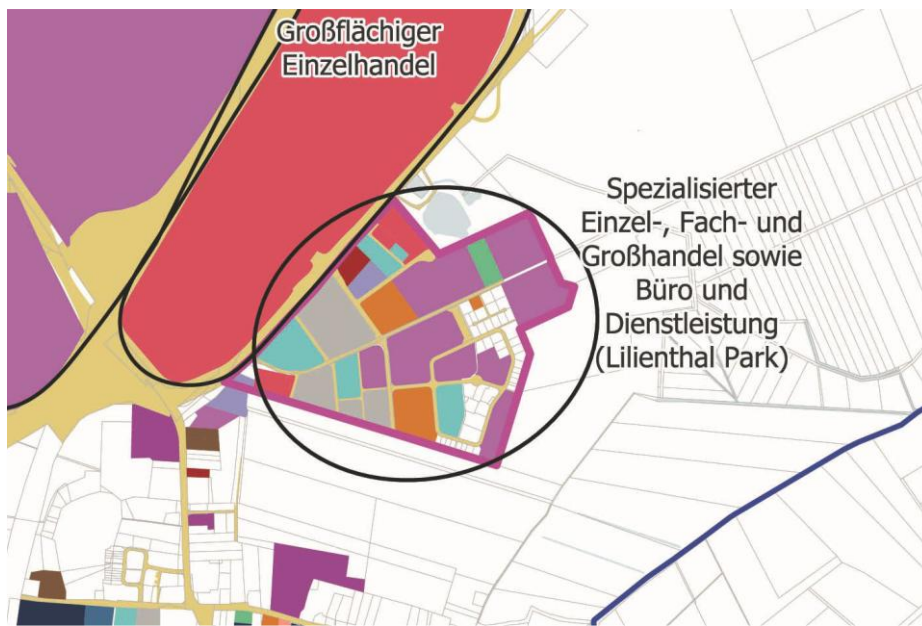 Großflächiger
Einzelhandel
Spezialisierter
Einzel-, Fach- und
Großhandel sowie
Büro und
Dienstleistung
(Lilienthal Park)